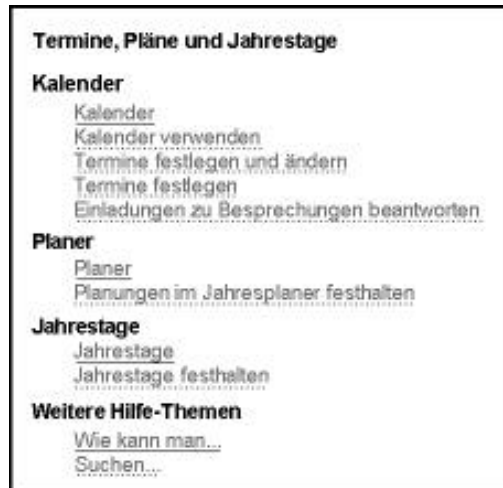 Termine, Pläne und Jahrestage
Kalender
Kalender
Kalender verwenden
Termine festlegen und ändern
Termine festlegen
Einladungen zu Besprechungen beantworten
Planer
Planer
Planungen im Jahresplaner festhalten
Jahrestage
Jahrestage
Jahrestage festhalten
Weitere Hilfe-Themen
Wie kann man...
Suchen...